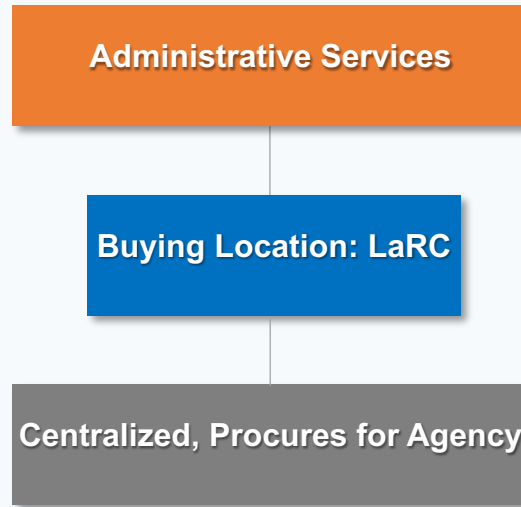 Administrative Services
Buying Location: LaRC
Centralized, Procures for Agency